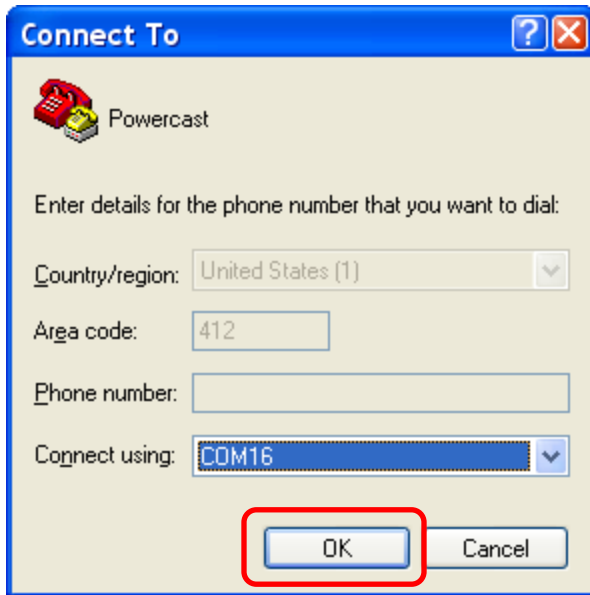 Connect To
Powercast
Enter details for the phone number that you want to dial:
Country/region: United States (1)
Area code: 412
Phone number:
Connect using: COM16
OK Cancel